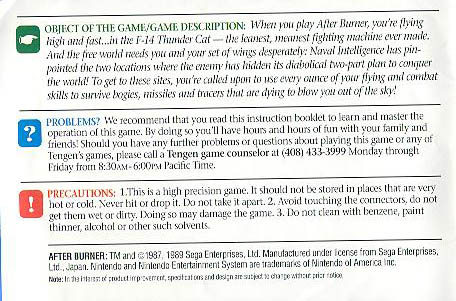 OBJECT OF THE GAME/GAME DESCRIPTION: When you play After Burner, you're flying
high and fast...in the F-14 Thunder Cat — the leanest, meanest fighting machine ever made.
And the free world needs you and your set of wings desperately: Naval Intelligence has pin-
pointed the two locations where the enemy has hidden its diabolical two-part plan to conquer
the world! To get to these sites, you're called upon to use every ounce of your flying and combat
skills to survive bogies, missiles and tracers that are dying to blow you out of the sky!
?
PROBLEMS? We recommend that you read this instruction booklet to learn and master the
operation of this game. By doing so you'll have hours and hours of fun with your family and
friends! Should you have any further problems or questions about playing this game or any of
Tengen's games, please call a Tengen game counselor at (408) 433-3999 Monday through
Friday from 8:30AM-6:00PM Pacific Time.
!
PRECAUTIONS: 1.This is a high precision game. It should not be stored in places that are very
hot or cold. Never hit or drop it. Do not take it apart. 2. Avoid touching the connectors, do not
get them wet or dirty. Doing so may damage the game. 3. Do not clean with benzene, paint
thinner, alcohol or other such solvents.
AFTER BURNER: TM and ©1987, 1989 Sega Enterprises, Ltd. Manufactured under license from Sega Enterprises,
Ltd., Japan. Nintendo and Nintendo Entertainment System are trademarks of Nintendo of America Inc.
Note: In the interest of product improvement, specifications and design are subject to change without prior notice.